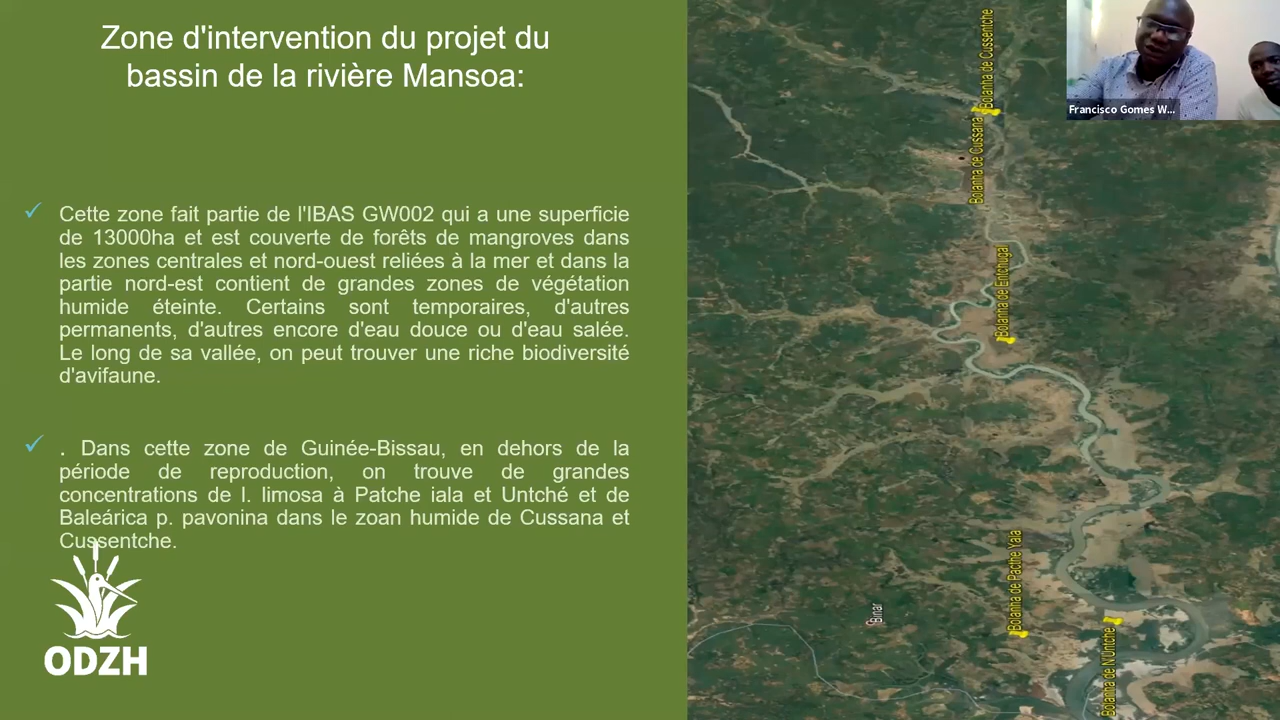 Zone d'intervention du projet du
bassin de la rivière Mansoa:
Cette zone fait partie de l'IBAS GW002 qui a une superficie
de 13000ha et est couverte de forêts de mangroves dans
les zones centrales et nord-ouest reliées à la mer et dans la
partie nord-est contient de grandes zones de végétation
humide éteinte. Certains sont temporaires, d'autres
permanents, d'autres encore d'eau douce ou d'eau salée.
Le long de sa vallée, on peut trouver une riche biodiversité
d'avifaune.
. Dans cette zone de Guinée-Bissau, en dehors de la
période de reproduction, on trouve de grandes
concentrations de l. limosa à Patche iala et Untché et de
Baleárica p. pavonina dans le zoan humide de Cussana et
Cussentche.
ODZH
Bolanha de Cussentche
Bolanha de Cussana
Bolanha de Entchugal
Bolanha de Pacthe Yala
Binar
Bolanha de N'Untche
Francisco Gomes W...